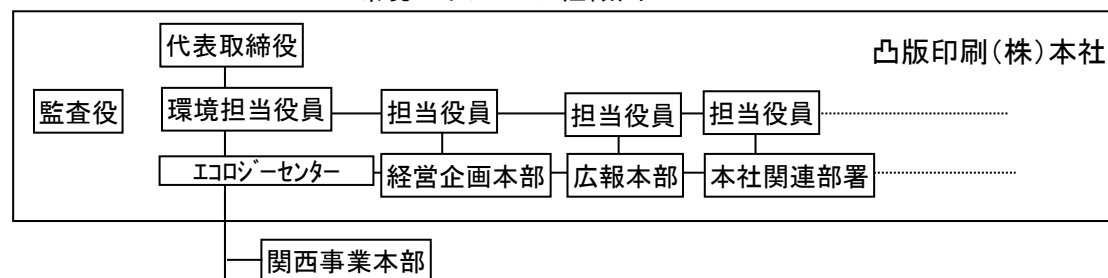 代表取締役
凸版印刷(株)本社
監査役
環境担当役員
担当役員
担当役員
担当役員
エコロジーセンター
経営企画本部
広報本部
本社関連部署
関西事業本部